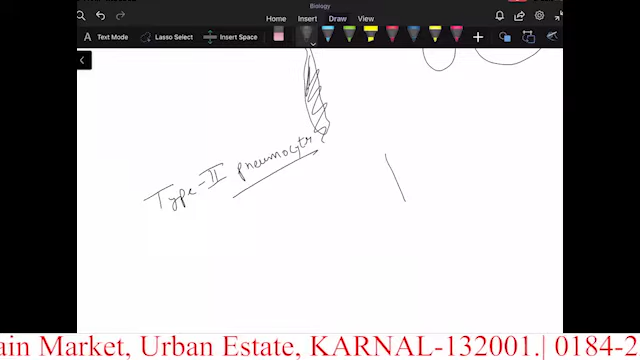 Biology
Home Insert Draw View
A Text Mode Lasso Select Insert Space
Type-II pneumocyte
ain Market, Urban Estate, KARNAL-132001.| 0184-2